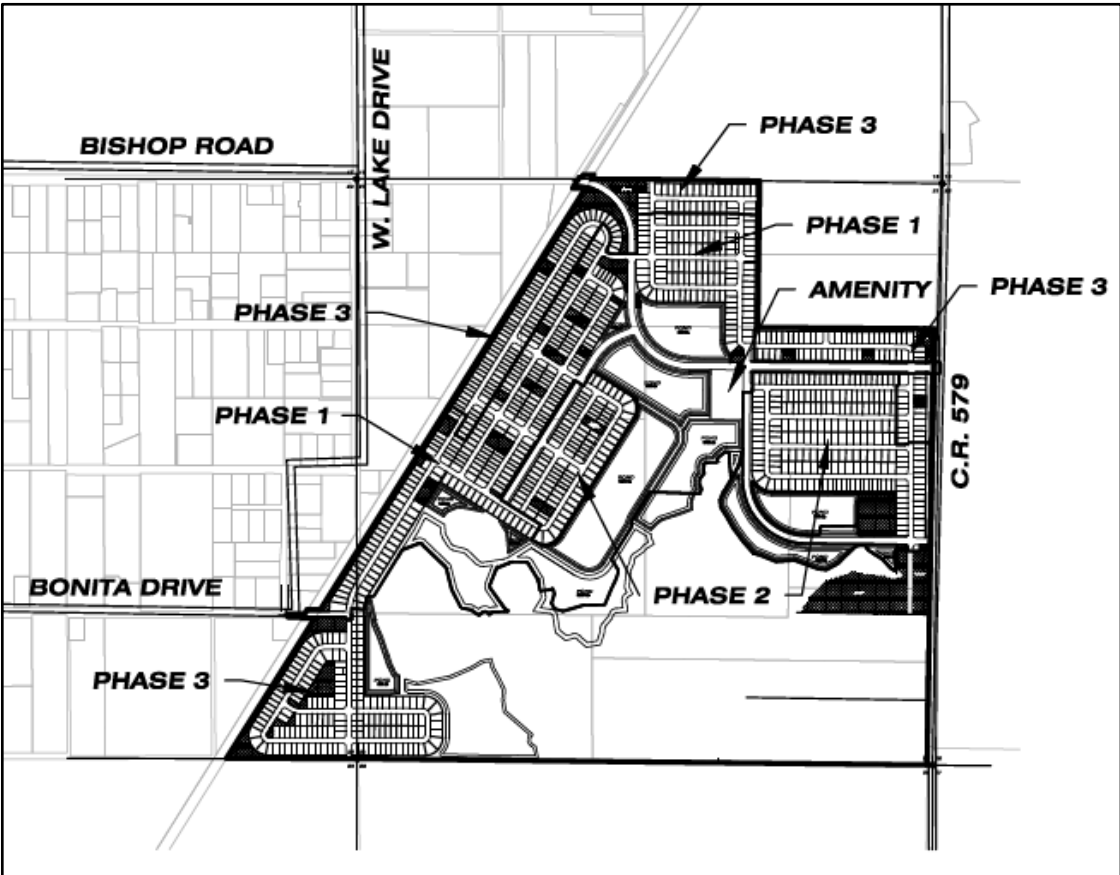 PHASE 3
BISHOP ROAD
W. LAKE DRIVE
PHASE 1
AMENITY
PHASE 3
PHASE 3
C.R. 579
PHASE 1
BONITA DRIVE
PHASE 2
PHASE 3